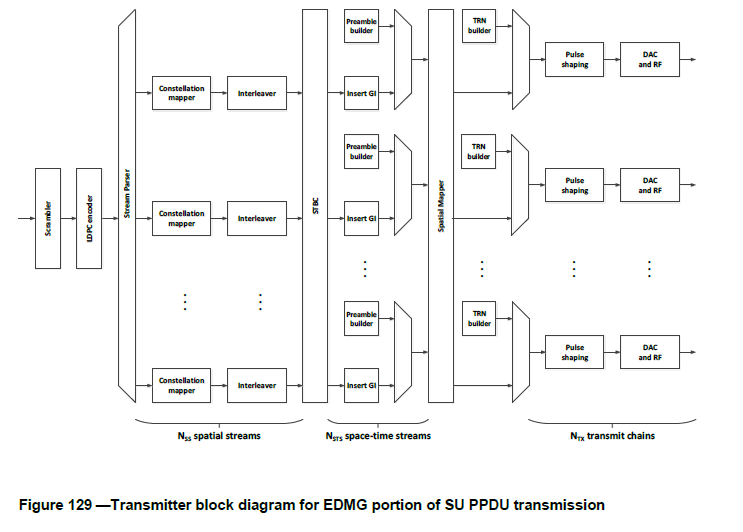 Preamble
builder
TRN
builder
Pulse
shaping
DAC
and RF
Constellation
mapper
Interleaver
Insert GI
Preamble
builder
TRN
builder
Scrambler
LDPC encoder
Stream Parser
STBC
Spatial Mapper
Pulse
shaping
DAC
and RF
Constellation
mapper
Interleaver
Insert GI
Preamble
builder
TRN
builder
Pulse
shaping
DAC
and RF
Constellation
mapper
Interleaver
Insert GI
NSS spatial streams
NSTS space-time streams
NTX transmit chains
Figure 129 —Transmitter block diagram for EDMG portion of SU PPDU transmission